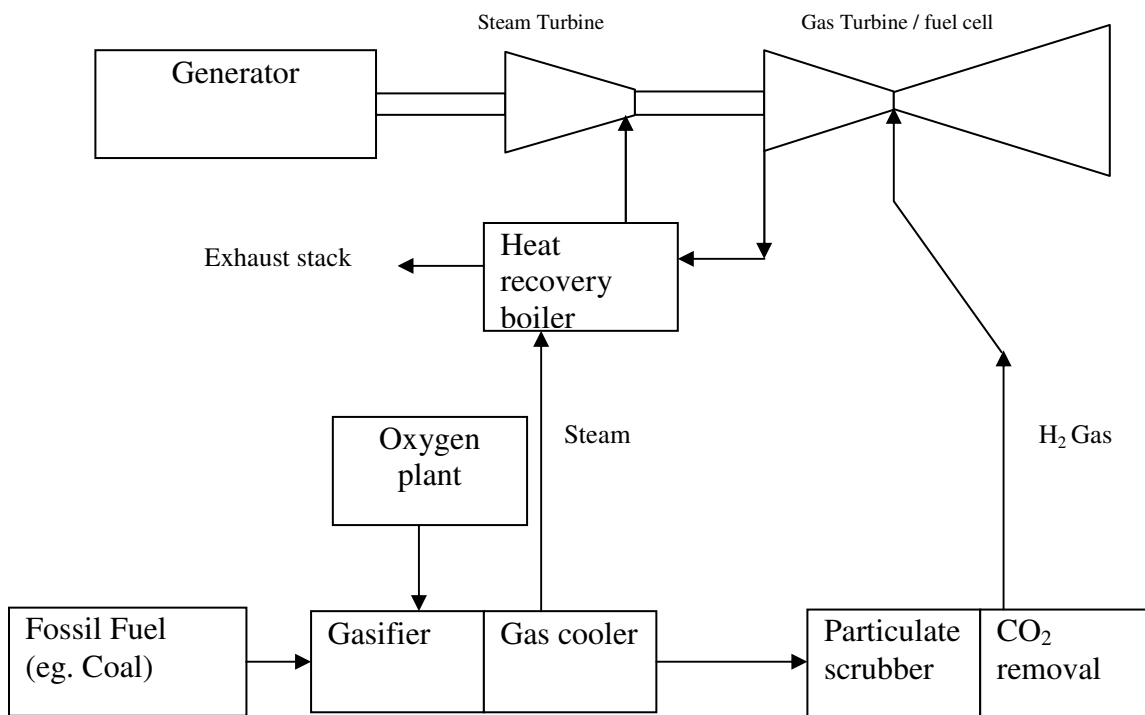 Steam Turbine
Gas Turbine / fuel cell
Generator
Exhaust stack
Heat
recovery
boiler
Oxygen
plant
Steam
H₂ Gas
Fossil Fuel
(eg. Coal)
Gasifier
Gas cooler
Particulate
scrubber
CO₂
removal